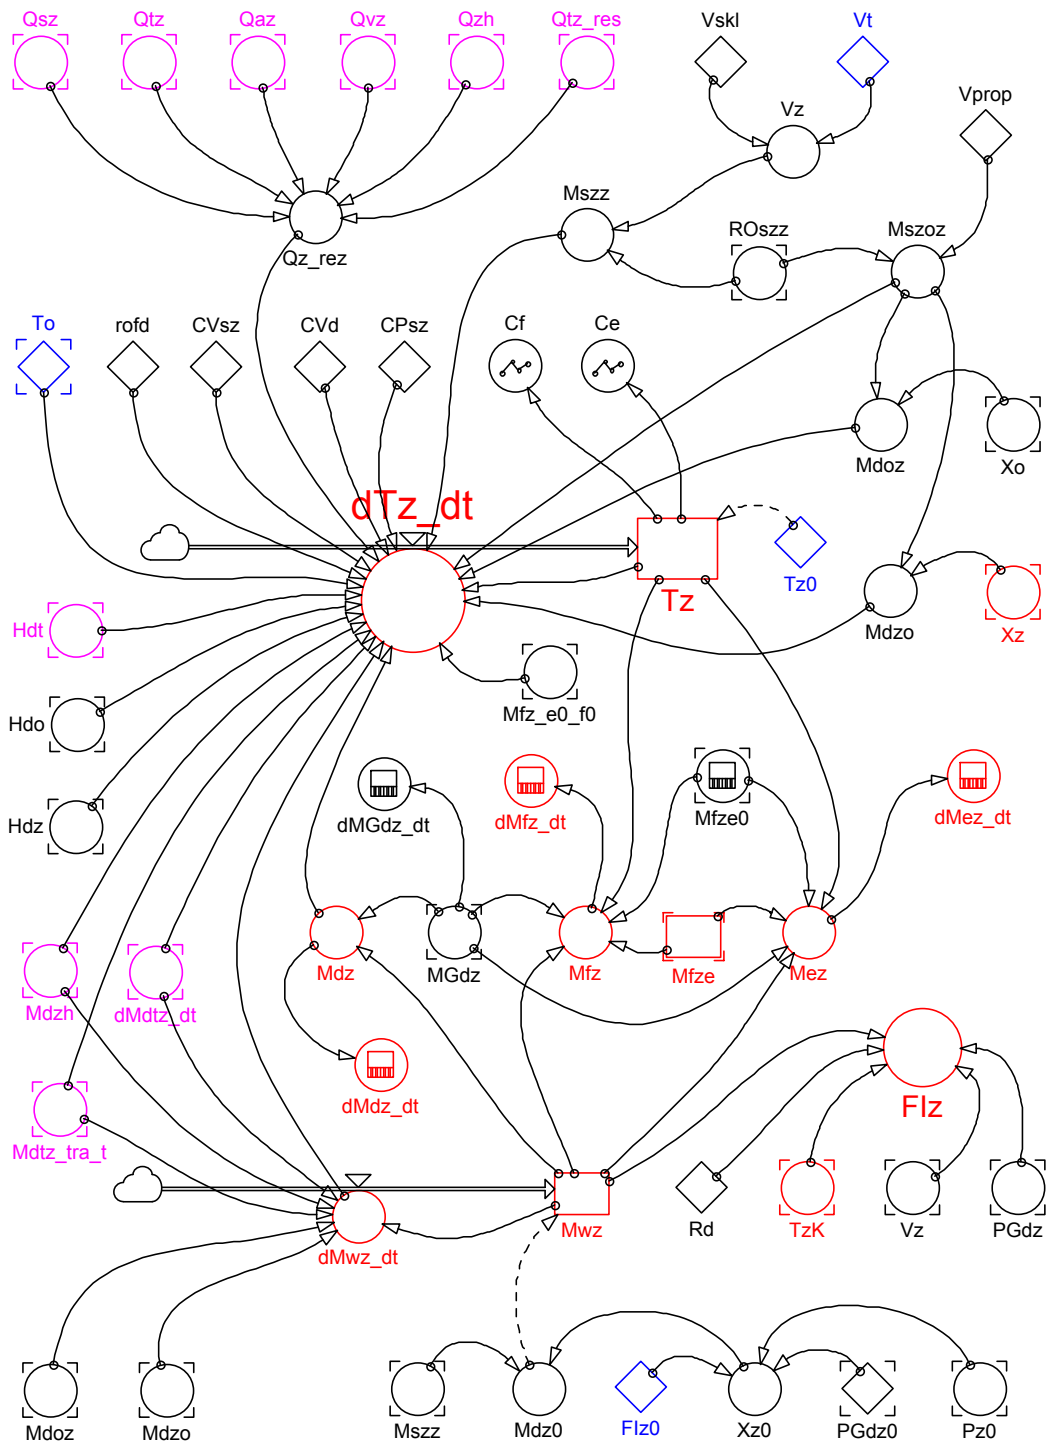 Qsz Qtz Qaz Qvz Qzh Qtz_res Vskl Vt
Vprop
Vz
Mszz
ROszz Mszoz
Qz_rez
To rofd CVsz CVd CPsz Cf Ce
Mdoz Xo
dTz_dt
Tz0
Tz
Mdzo Xz
Hdt
Mfz_e0_f0
Hdo
Hdz
dMGdz_dt dMfz_dt Mfze0 dMez_dt
Mdz MGdz Mfz Mfze Mez
Mdzh dMdtz_dt
dMdz_dt
FIz
Mdtz_tra_t
dMwz_dt Mwz Rd TzK Vz PGdz
Mdoz Mdzo Mszz Mdz0 FIz0 Xz0 PGdz0 Pz0